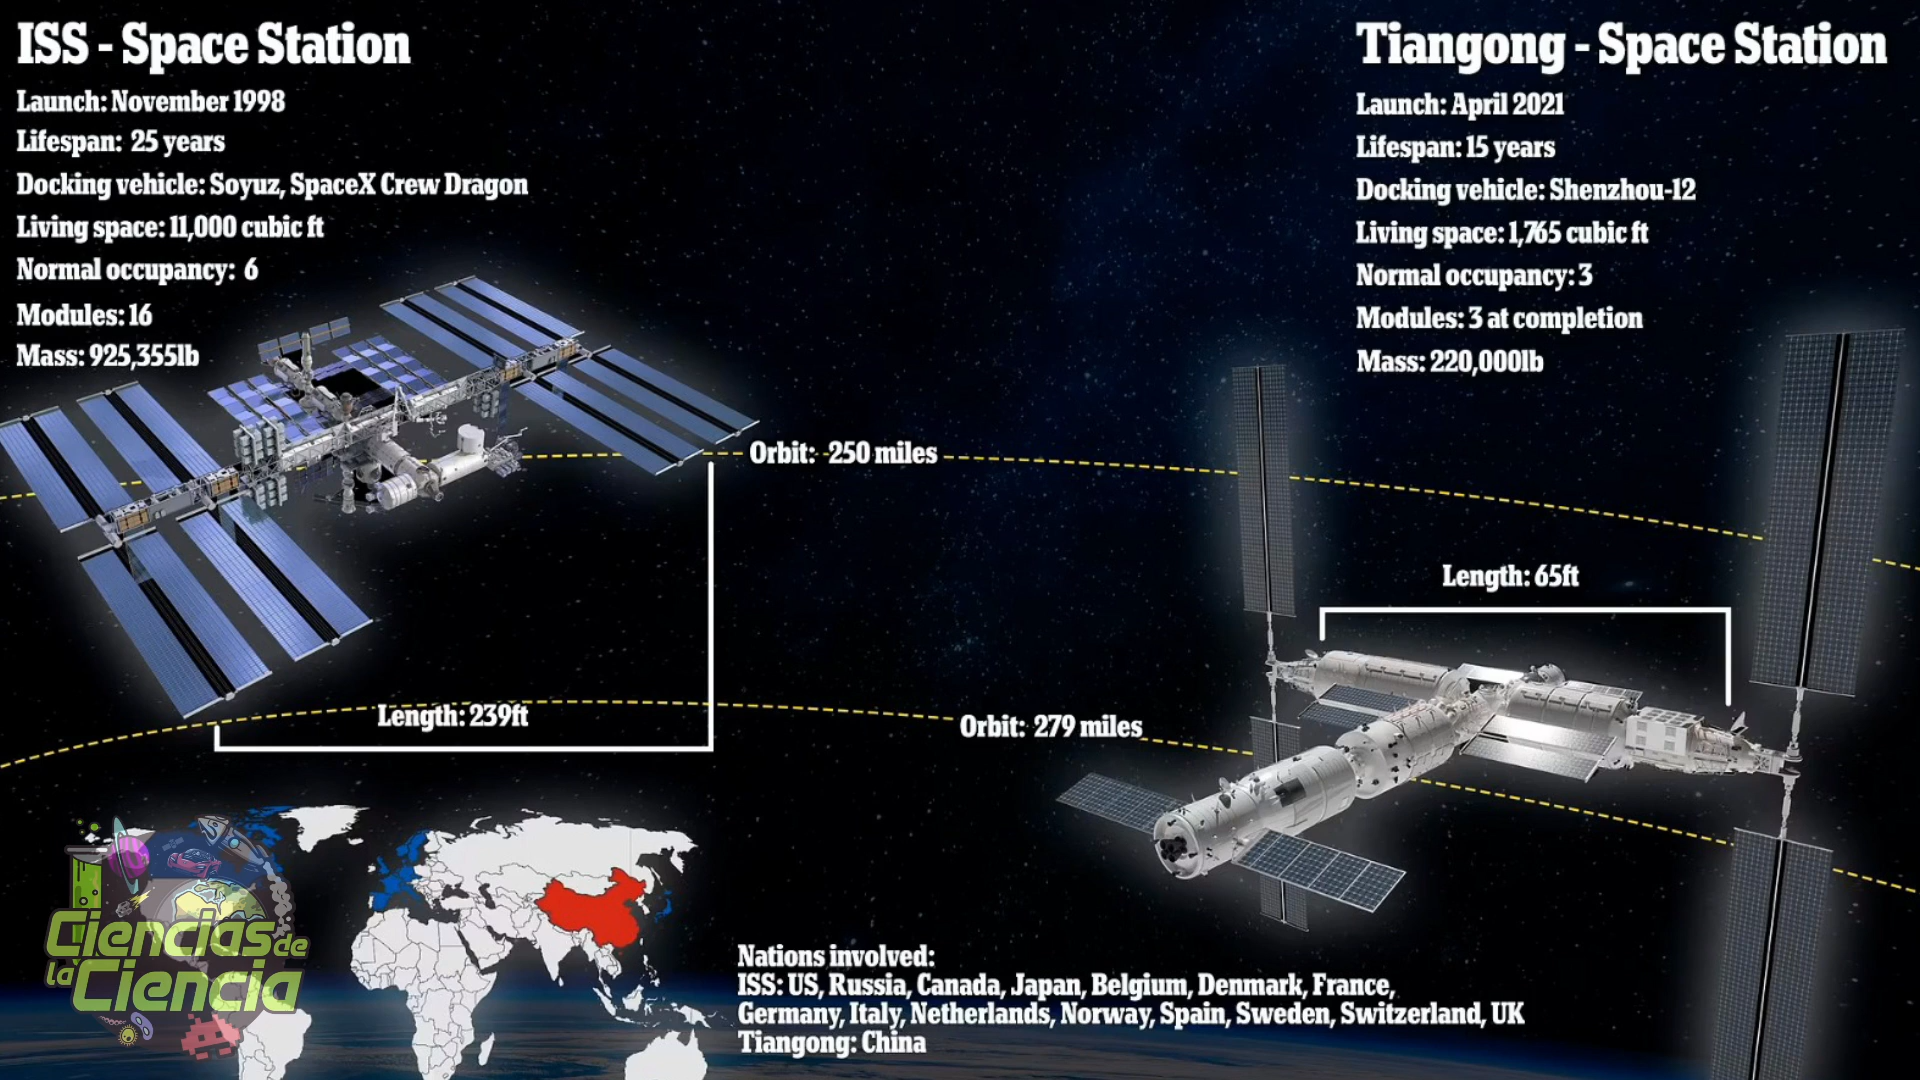 ISS - Space Station
Launch: November 1998
Lifespan: 25 years
Docking vehicle: Soyuz, SpaceX Crew Dragon
Living space: 11,000 cubic ft
Normal occupancy: 6
Modules: 16
Mass: 925,355lb
Tiangong - Space Station
Launch: April 2021
Lifespan: 15 years
Docking vehicle: Shenzhou-12
Living space: 1,765 cubic ft
Normal occupancy: 3
Modules: 3 at completion
Mass: 220,000lb
Orbit: 250 miles
Length: 65ft
Length: 239ft
Orbit: 279 miles
Ciencias de
la Ciencia
Nations involved:
ISS: US, Russia, Canada, Japan, Belgium, Denmark, France,
Germany, Italy, Netherlands, Norway, Spain, Sweden, Switzerland, UK
Tiangong: China